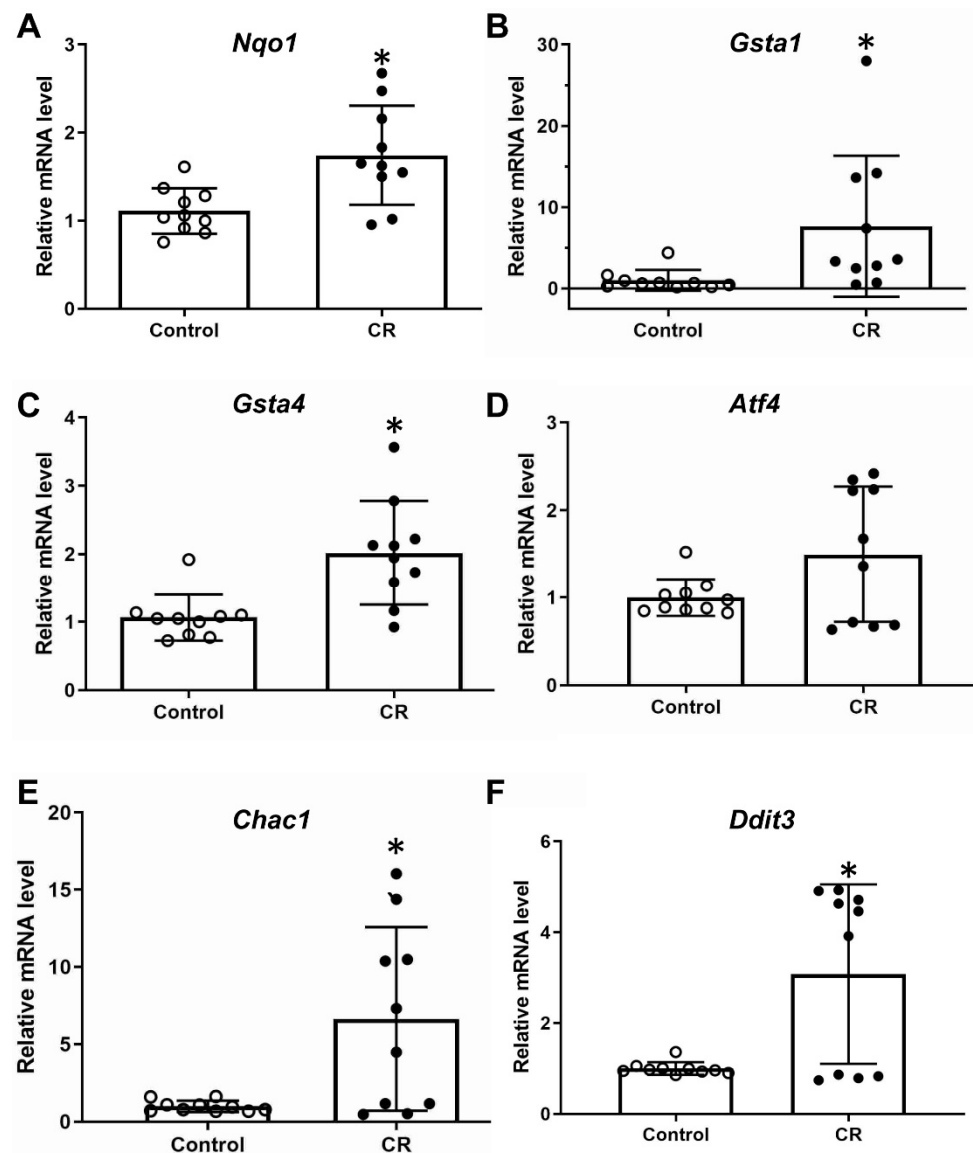 A
Nqo1
Relative mRNA level
3
*
2
1
0
Control
CR
B
Gsta1
Relative mRNA level
30
*
20
10
0
Control
CR
C
Gsta4
Relative mRNA level
4
*
3
2
1
0
Control
CR
D
Atf4
Relative mRNA level
3
2
1
0
Control
CR
E
Chac1
Relative mRNA level
20
*
15
10
5
0
Control
CR
F
Ddit3
Relative mRNA level
6
*
4
2
0
Control
CR